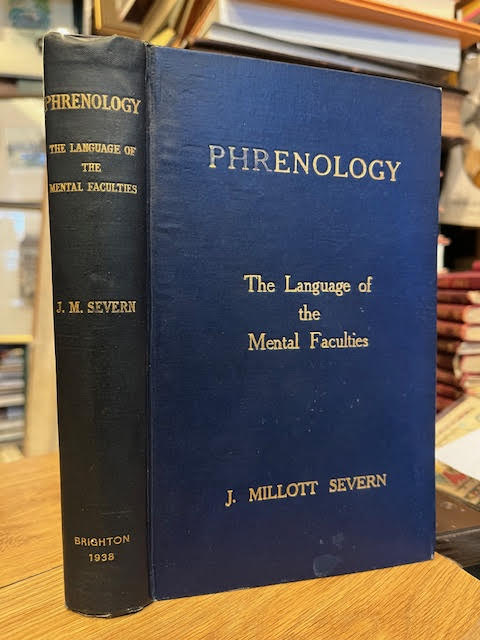 PHRENOLOGY
THE LANGUAGE OF
THE
MENTAL FACULTIES
J. M. SEVERN
BRIGHTON
1938
PHRENOLOGY
The Language of
the
Mental Faculties
J. MILLOTT SEVERN